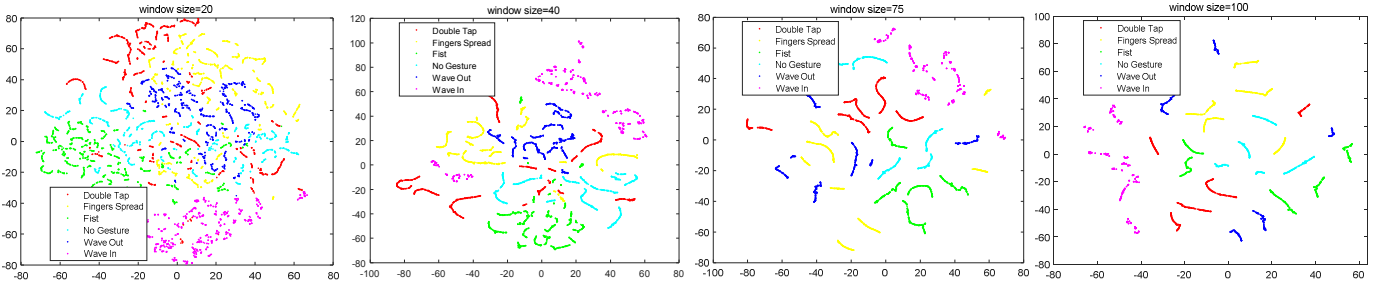 window size=20
80
60
40
20
0
-20
-40
-60
-80
-80 -60 -40 -20 0 20 40 60 80
Double Tap
Fingers Spread
Fist
No Gesture
Wave Out
Wave In
window size=40
120
100
80
60
40
20
0
-20
-40
-60
-80
-100 -80 -60 -40 -20 0 20 40 60 80
Double Tap
Fingers Spread
Fist
No Gesture
Wave Out
Wave In
window size=75
80
60
40
20
0
-20
-40
-60
-80
-100 -80 -60 -40 -20 0 20 40 60 80 100
Double Tap
Fingers Spread
Fist
No Gesture
Wave Out
Wave In
window size=100
100
80
60
40
20
0
-20
-40
-60
-80
-80 -60 -40 -20 0 20 40 60
Double Tap
Fingers Spread
Fist
No Gesture
Wave Out
Wave In